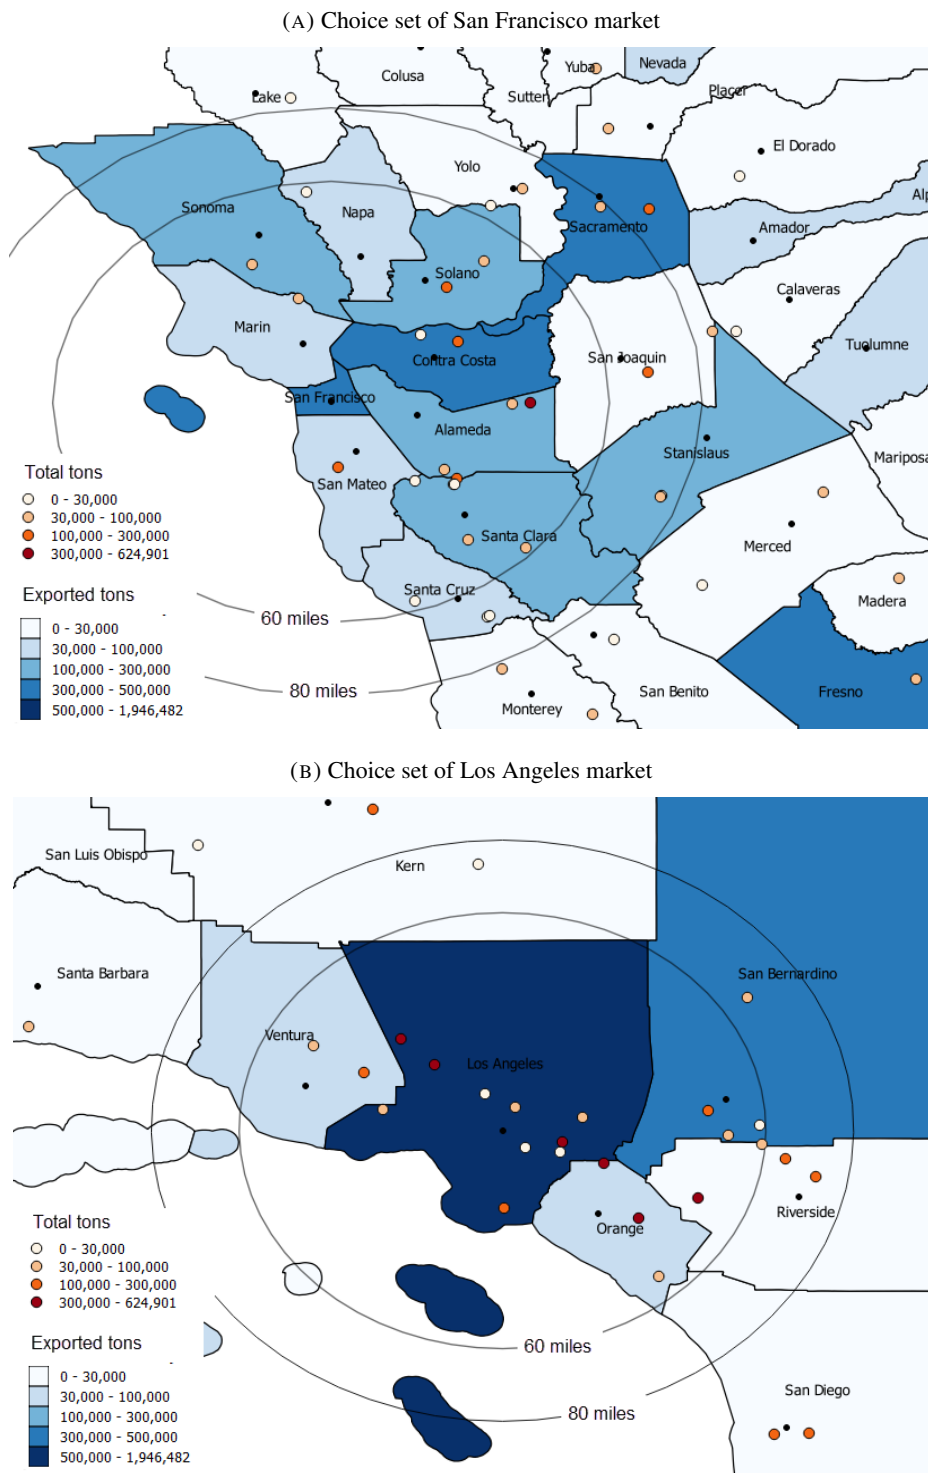 (A) Choice set of San Francisco market
Colusa
Yuba
Nevada
Lake
Sutter
Placer
El Dorado
Yolo
Sonoma
Napa
Sacramento
Amador
Alp
Solano
Calaveras
Marin
Contra Costa
San Joaquin
Tuolumne
San Francisco
Alameda
Stanislaus
Mariposa
San Mateo
Santa Clara
Merced
Santa Cruz
Madera
60 miles
80 miles
Monterey
San Benito
Fresno
Total tons
0 - 30,000
30,000 - 100,000
100,000 - 300,000
300,000 - 624,901
Exported tons
0 - 30,000
30,000 - 100,000
100,000 - 300,000
300,000 - 500,000
500,000 - 1,946,482
(B) Choice set of Los Angeles market
San Luis Obispo
Kern
Santa Barbara
San Bernardino
Ventura
Los Angeles
Orange
Riverside
60 miles
80 miles
San Diego
Total tons
0 - 30,000
30,000 - 100,000
100,000 - 300,000
300,000 - 624,901
Exported tons
0 - 30,000
30,000 - 100,000
100,000 - 300,000
300,000 - 500,000
500,000 - 1,946,482